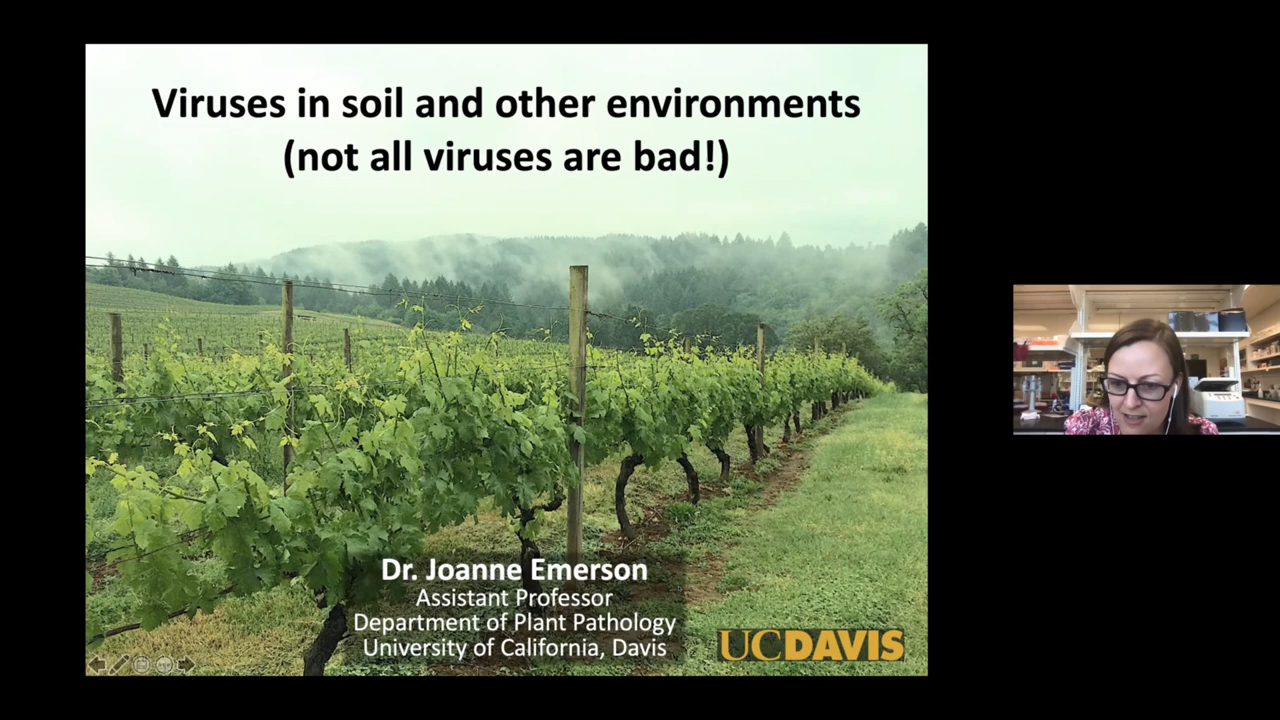 Viruses in soil and other environments
(not all viruses are bad!)
Dr. Joanne Emerson
Assistant Professor
Department of Plant Pathology
University of California, Davis
UCDAVIS